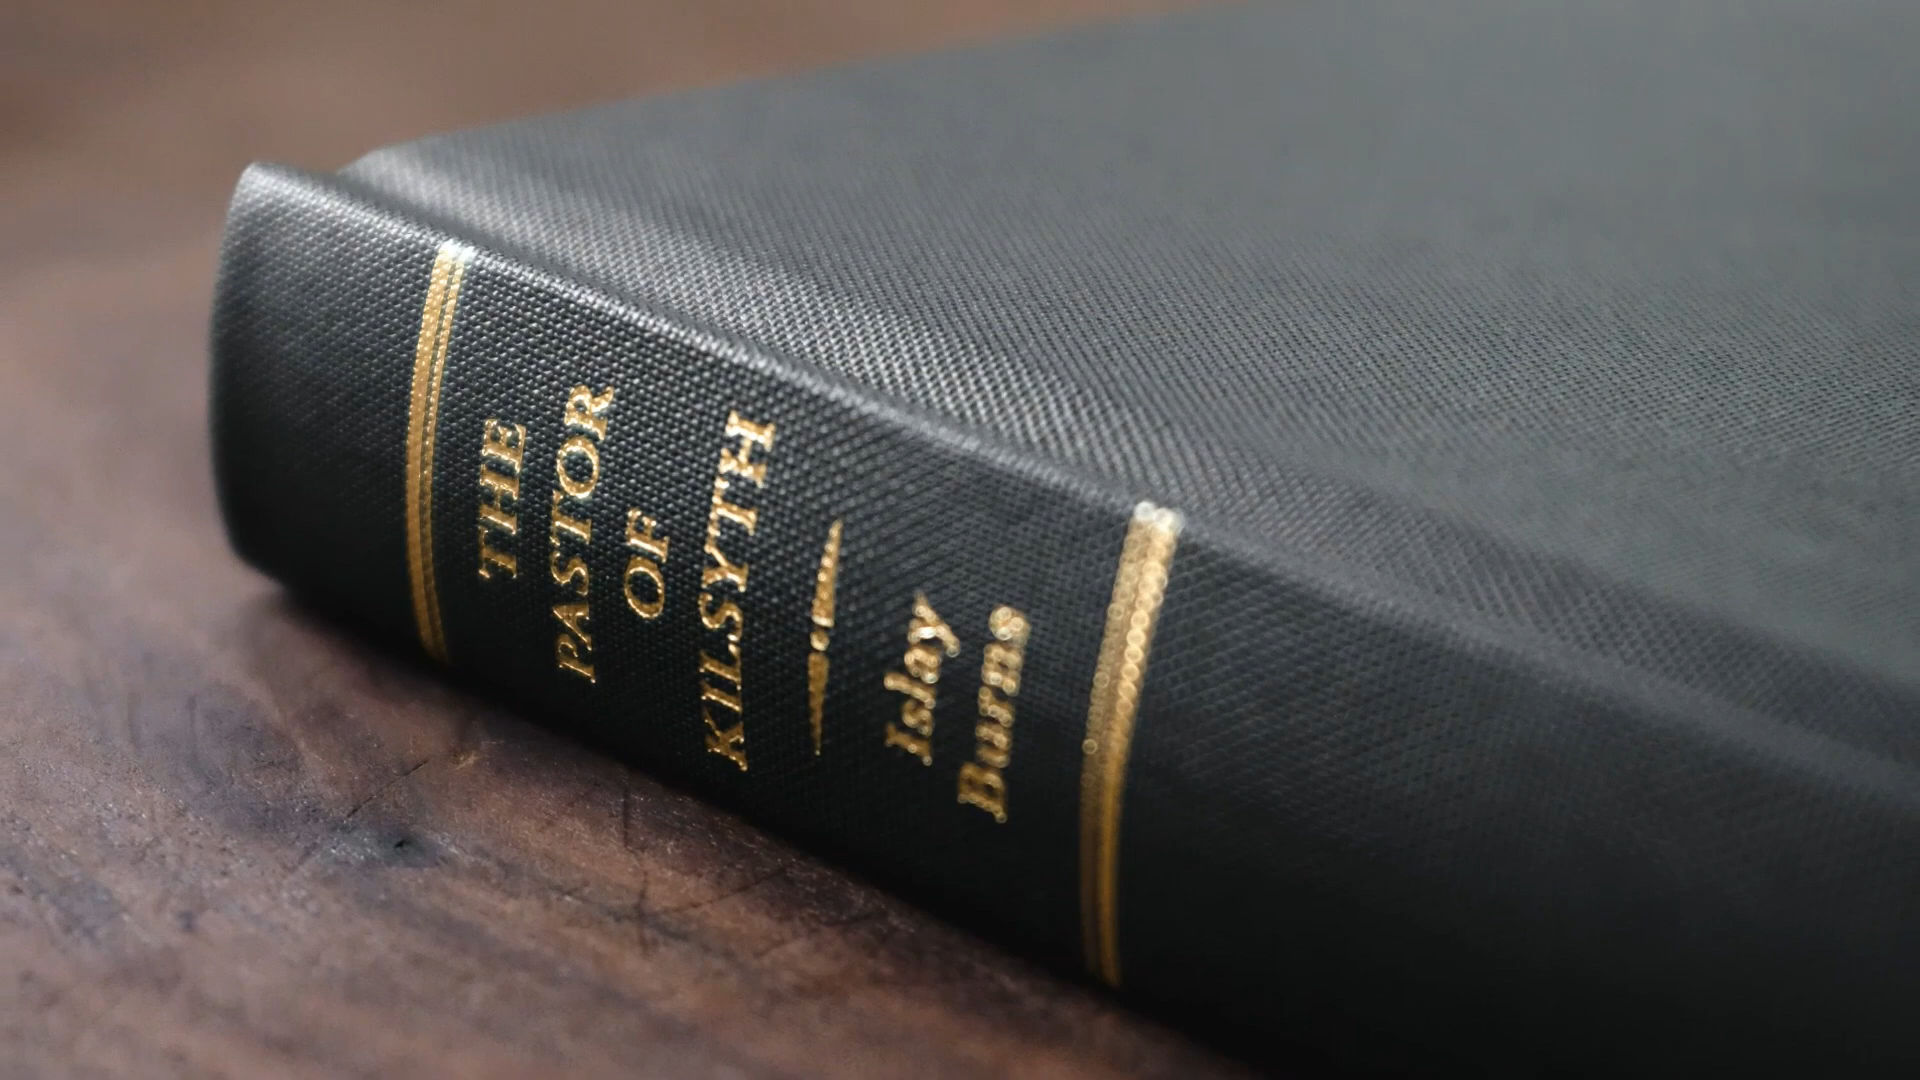 THE
PASTOR
OF
KILSYTH
Islay
Burns